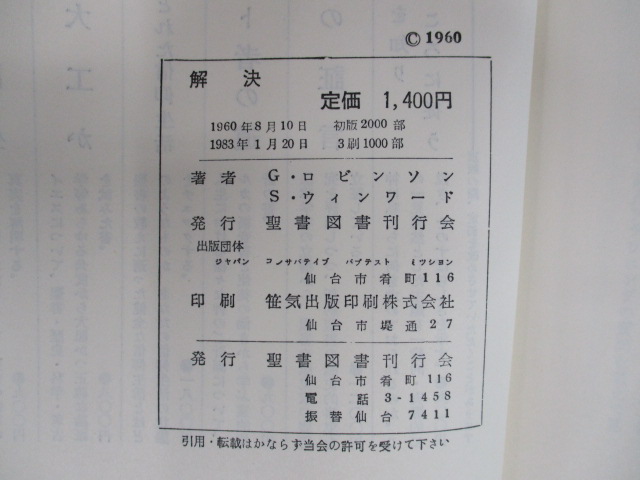 © 1960
解決
定価 1,400円
1960年8月10日 初版2000部
1983年1月20日 3刷1000部
著者 G・ロビンソン
S・ウィンワード
発行 聖書図書刊行会
出版団体
ジャパン コンサバティブ バプテスト ミツション
仙台市肴町116
印刷 笹気出版印刷株式会社
仙台市堤通27
発行 聖書図書刊行会
仙台市肴町116
電話 3-1458
振替仙台 7411
引用・転載はかならず当会の許可を受けて下さい